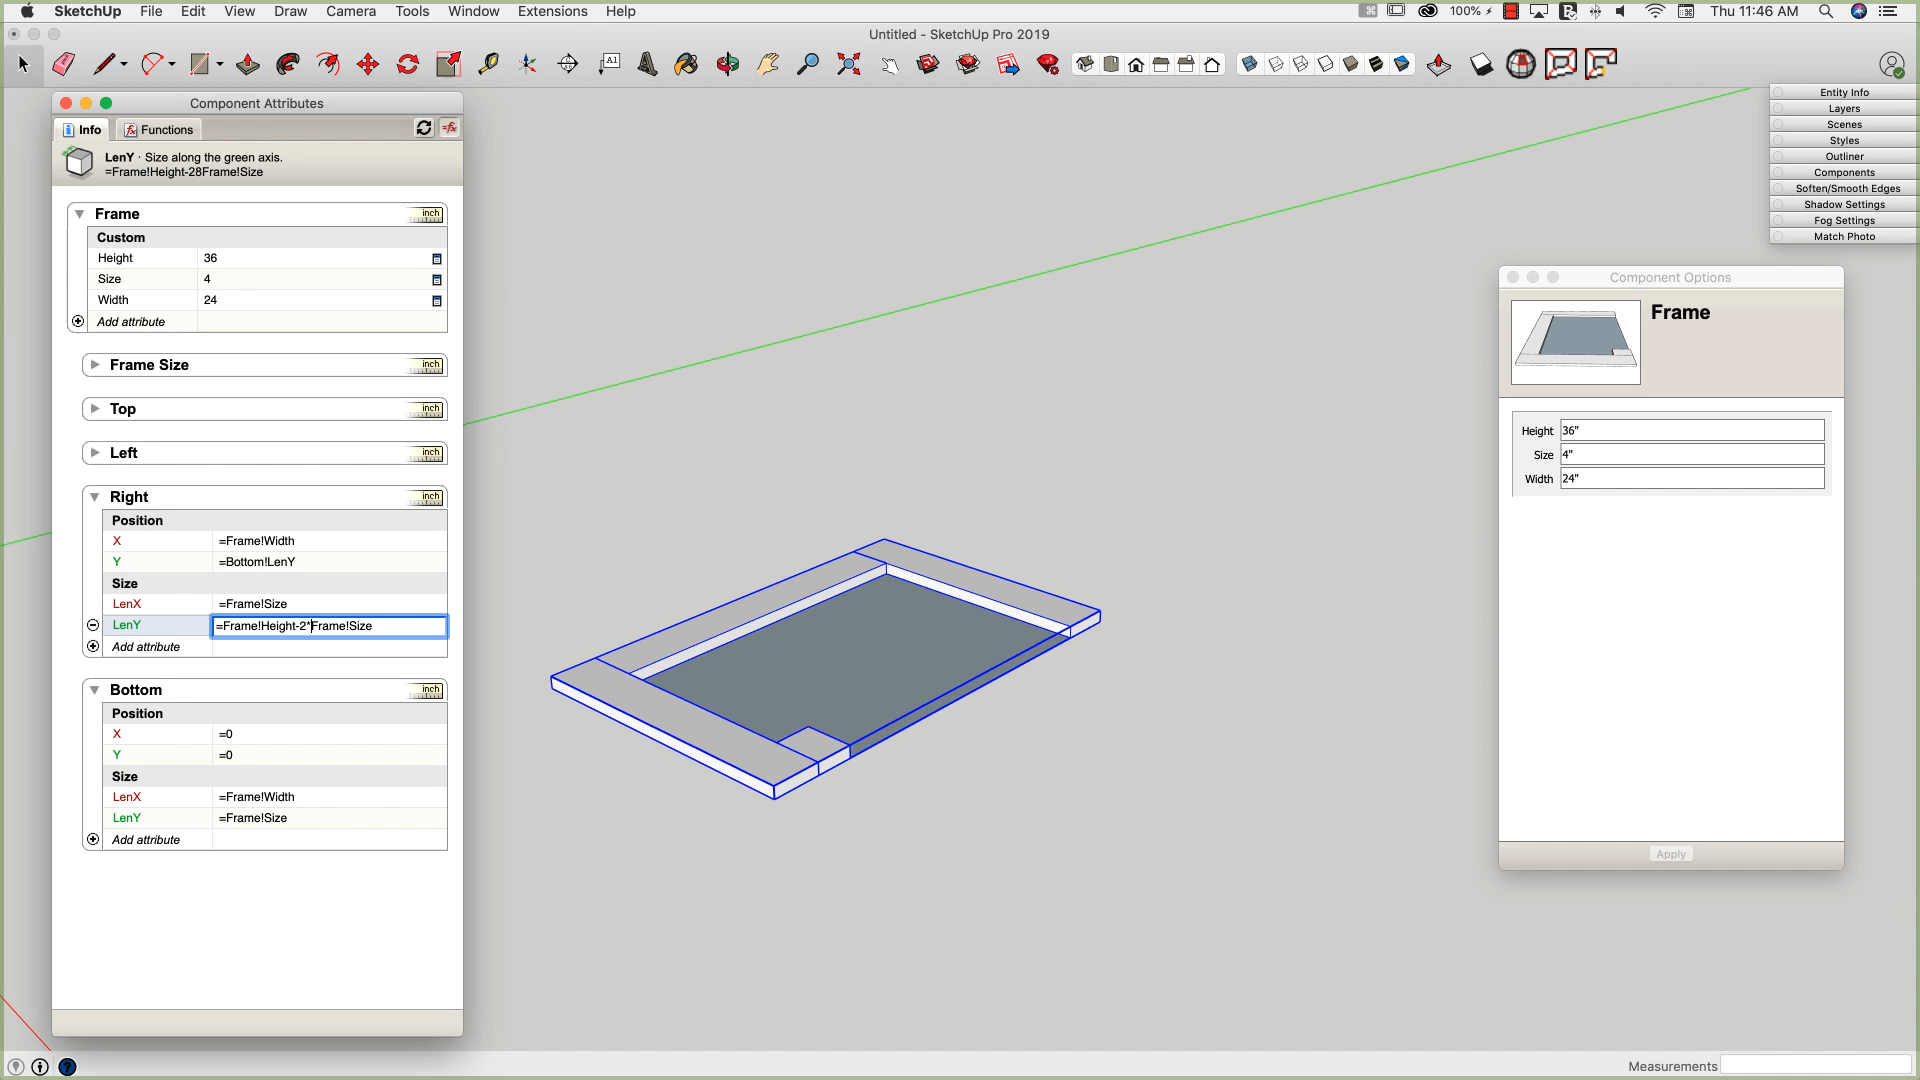 SketchUp File Edit View Draw Camera Tools Window Extensions Help
100% Thu 11:46 AM
Untitled - SketchUp Pro 2019
A1
Component Attributes
Info Functions =fx
LenY · Size along the green axis.
=Frame!Height-28Frame!Size
Frame inch
Custom
Height 36
Size 4
Width 24
Add attribute
Frame Size inch
Top inch
Left inch
Right inch
Position
X =Frame!Width
Y =Bottom!LenY
Size
LenX =Frame!Size
LenY =Frame!Height-2*Frame!Size
Add attribute
Bottom inch
Position
X =0
Y =0
Size
LenX =Frame!Width
LenY =Frame!Size
Add attribute
Entity Info
Layers
Scenes
Styles
Outliner
Components
Soften/Smooth Edges
Shadow Settings
Fog Settings
Match Photo
Component Options
Frame
Height 36"
Size 4"
Width 24"
Apply
Measurements